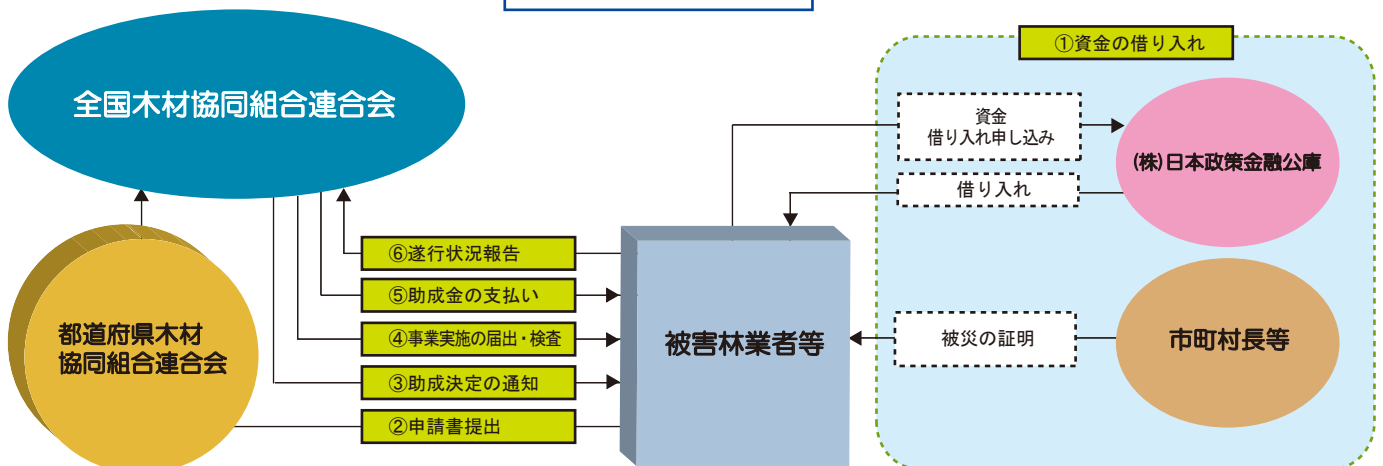 ①資金の借り入れ
全国木材協同組合連合会
資金
借り入れ申し込み
(株)日本政策金融公庫
借り入れ
⑥遂行状況報告
⑤助成金の支払い
④事業実施の届出・検査
③助成決定の通知
②申請書提出
都道府県木材
協同組合連合会
被害林業者等
被災の証明
市町村長等